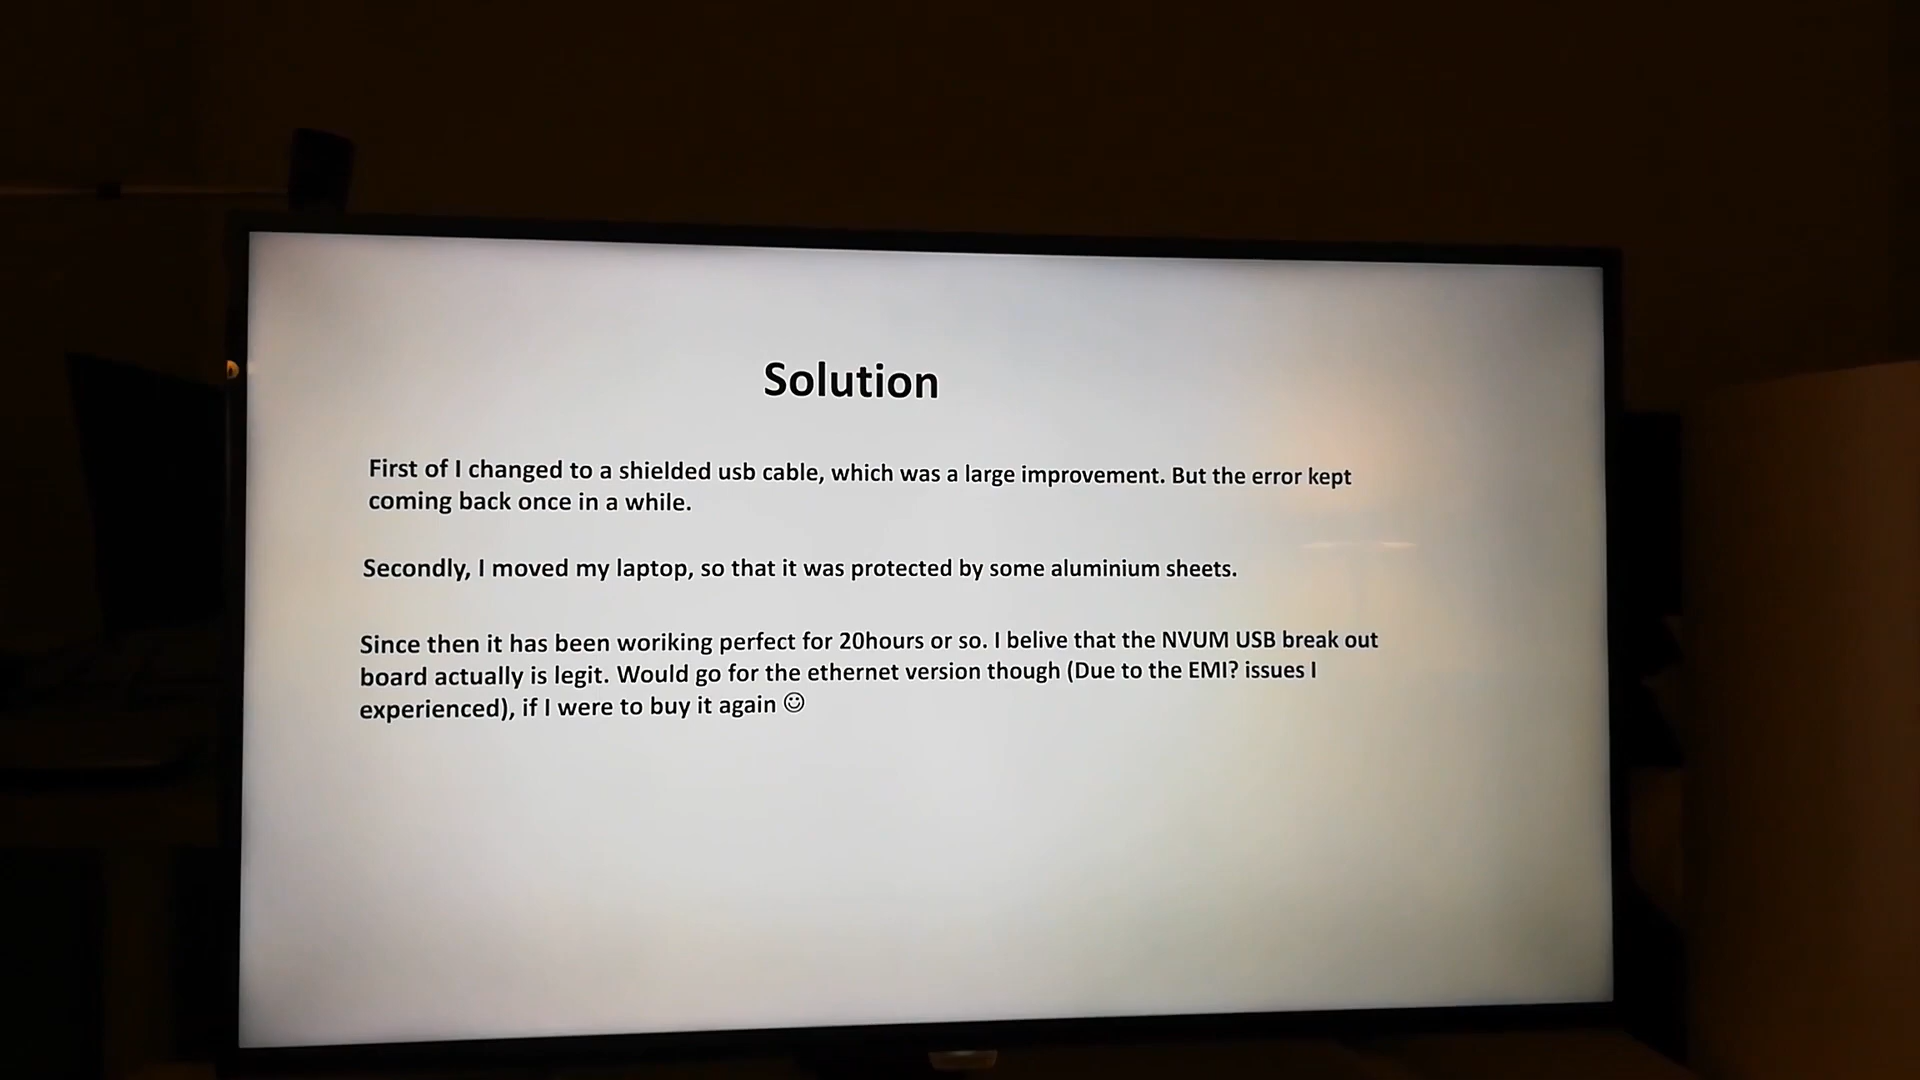 Solution
First of I changed to a shielded usb cable, which was a large improvement. But the error kept
coming back once in a while.
Secondly, I moved my laptop, so that it was protected by some aluminium sheets.
Since then it has been woriking perfect for 20hours or so. I belive that the NVUM USB break out
board actually is legit. Would go for the ethernet version though (Due to the EMI? issues I
experienced), if I were to buy it again ☺